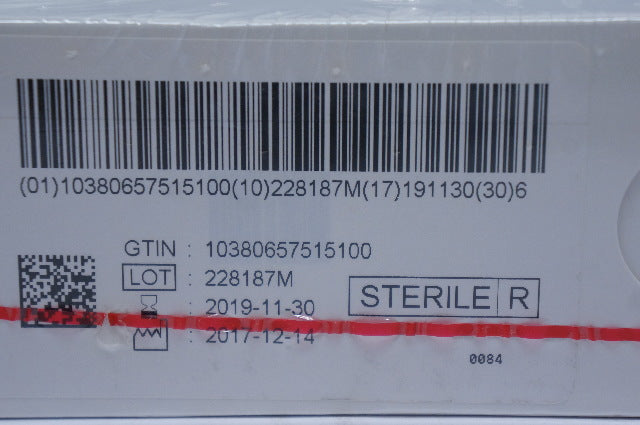 (01)10380657515100(10)228187M(17)191130(30)6
GTIN : 10380657515100
LOT : 228187M
: 2019-11-30
: 2017-12-14
STERILE R
0084